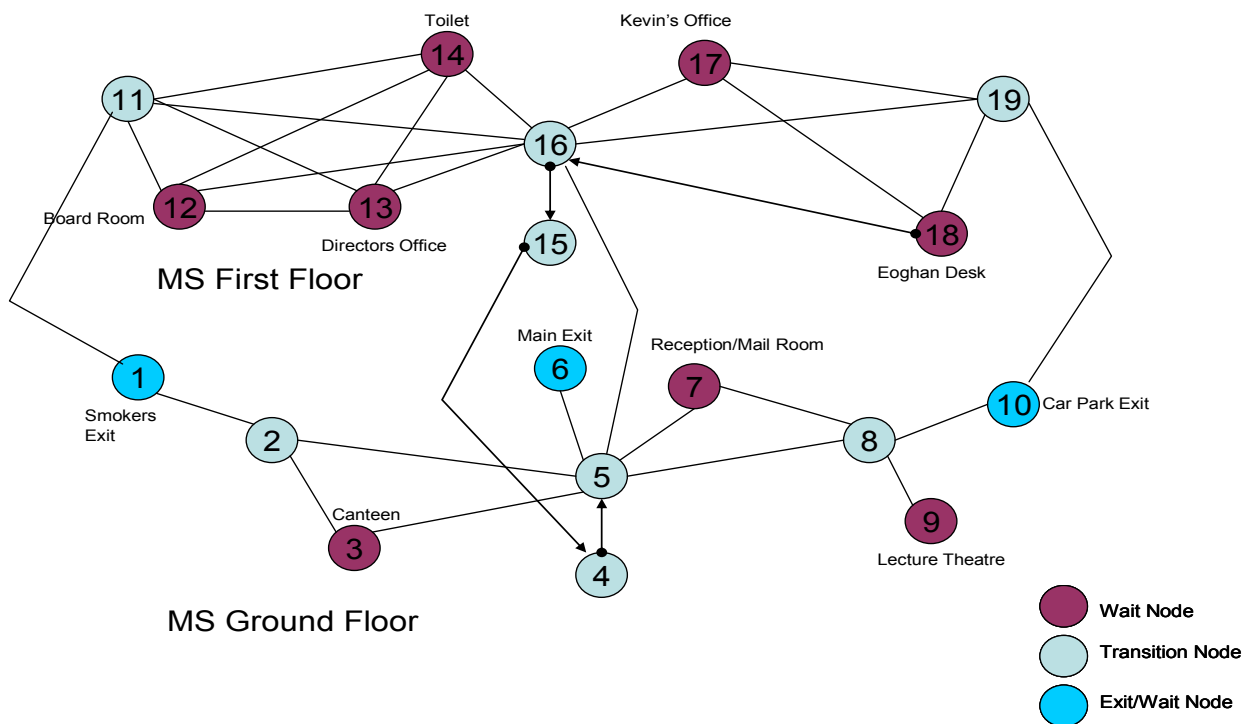 Toilet
Kevin's Office
14
17
11
19
16
Board Room
12
13
18
15
Directors Office
Eoghan Desk
MS First Floor
Main Exit
Reception/Mail Room
6
7
1
10
Car Park Exit
Smokers
Exit
2
8
5
Canteen
3
9
Lecture Theatre
4
MS Ground Floor
Wait Node
Transition Node
Exit/Wait Node